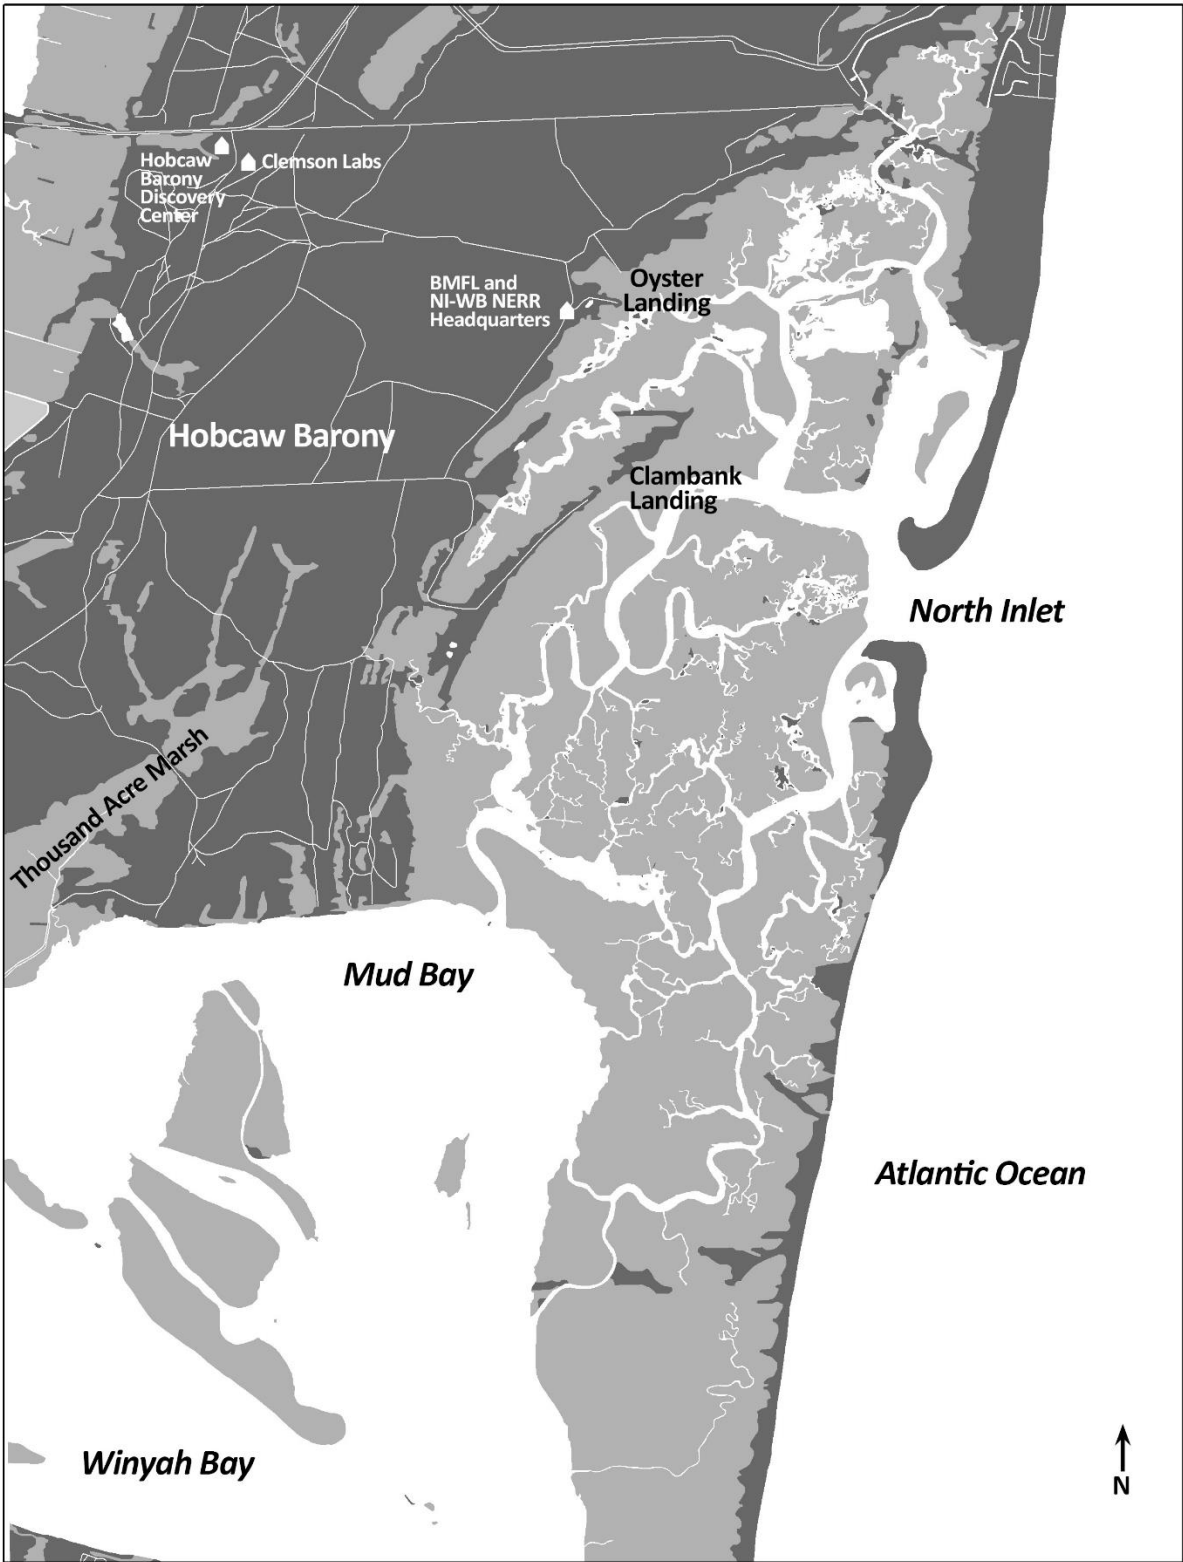 Hobcaw
Barony
Discovery
Center
Clemson Labs
BMFL and
NI-WB NERR
Headquarters
Oyster
Landing
Hobcaw Barony
Clambank
Landing
North Inlet
Thousand Acre Marsh
Mud Bay
Atlantic Ocean
Winyah Bay
N